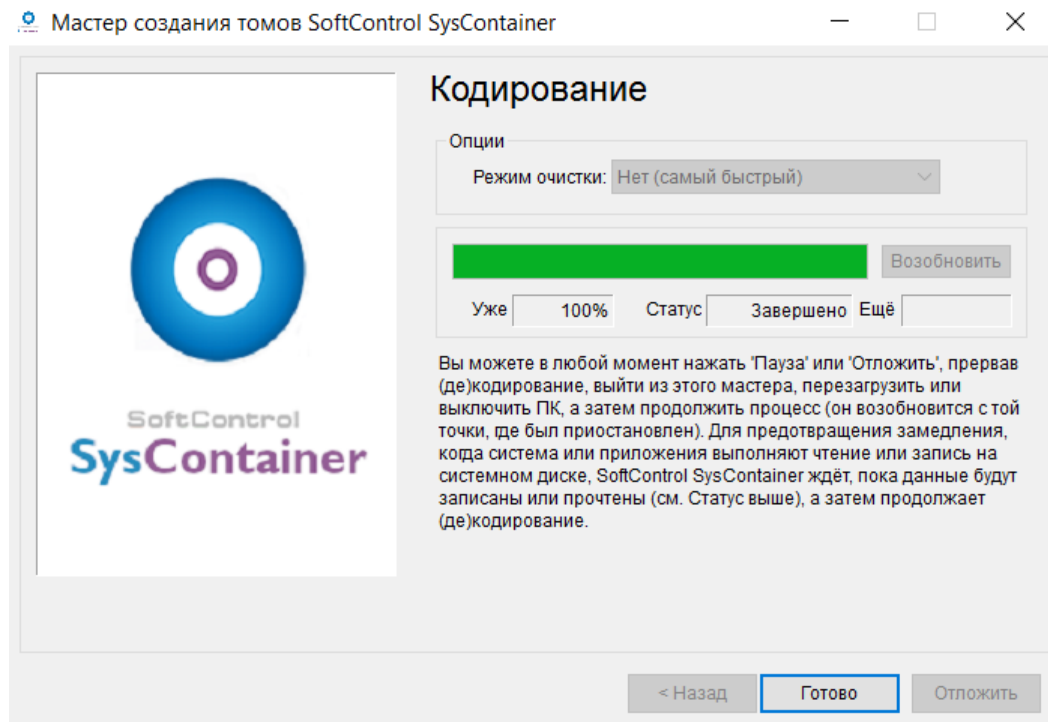 Мастер создания томов SoftControl SysContainer
Кодирование
Опции
Режим очистки: Нет (самый быстрый)
Возобновить
Уже 100% Статус Завершено Ещё
Вы можете в любой момент нажать 'Пауза' или 'Отложить', прервав
(де)кодирование, выйти из этого мастера, перезагрузить или
выключить ПК, а затем продолжить процесс (он возобновится с той
точки, где был приостановлен). Для предотвращения замедления,
когда система или приложения выполняют чтение или запись на
системном диске, SoftControl SysContainer ждёт, пока данные будут
записаны или прочтены (см. Статус выше), а затем продолжает
(де)кодирование.
SoftControl
SysContainer
< Назад Готово Отложить